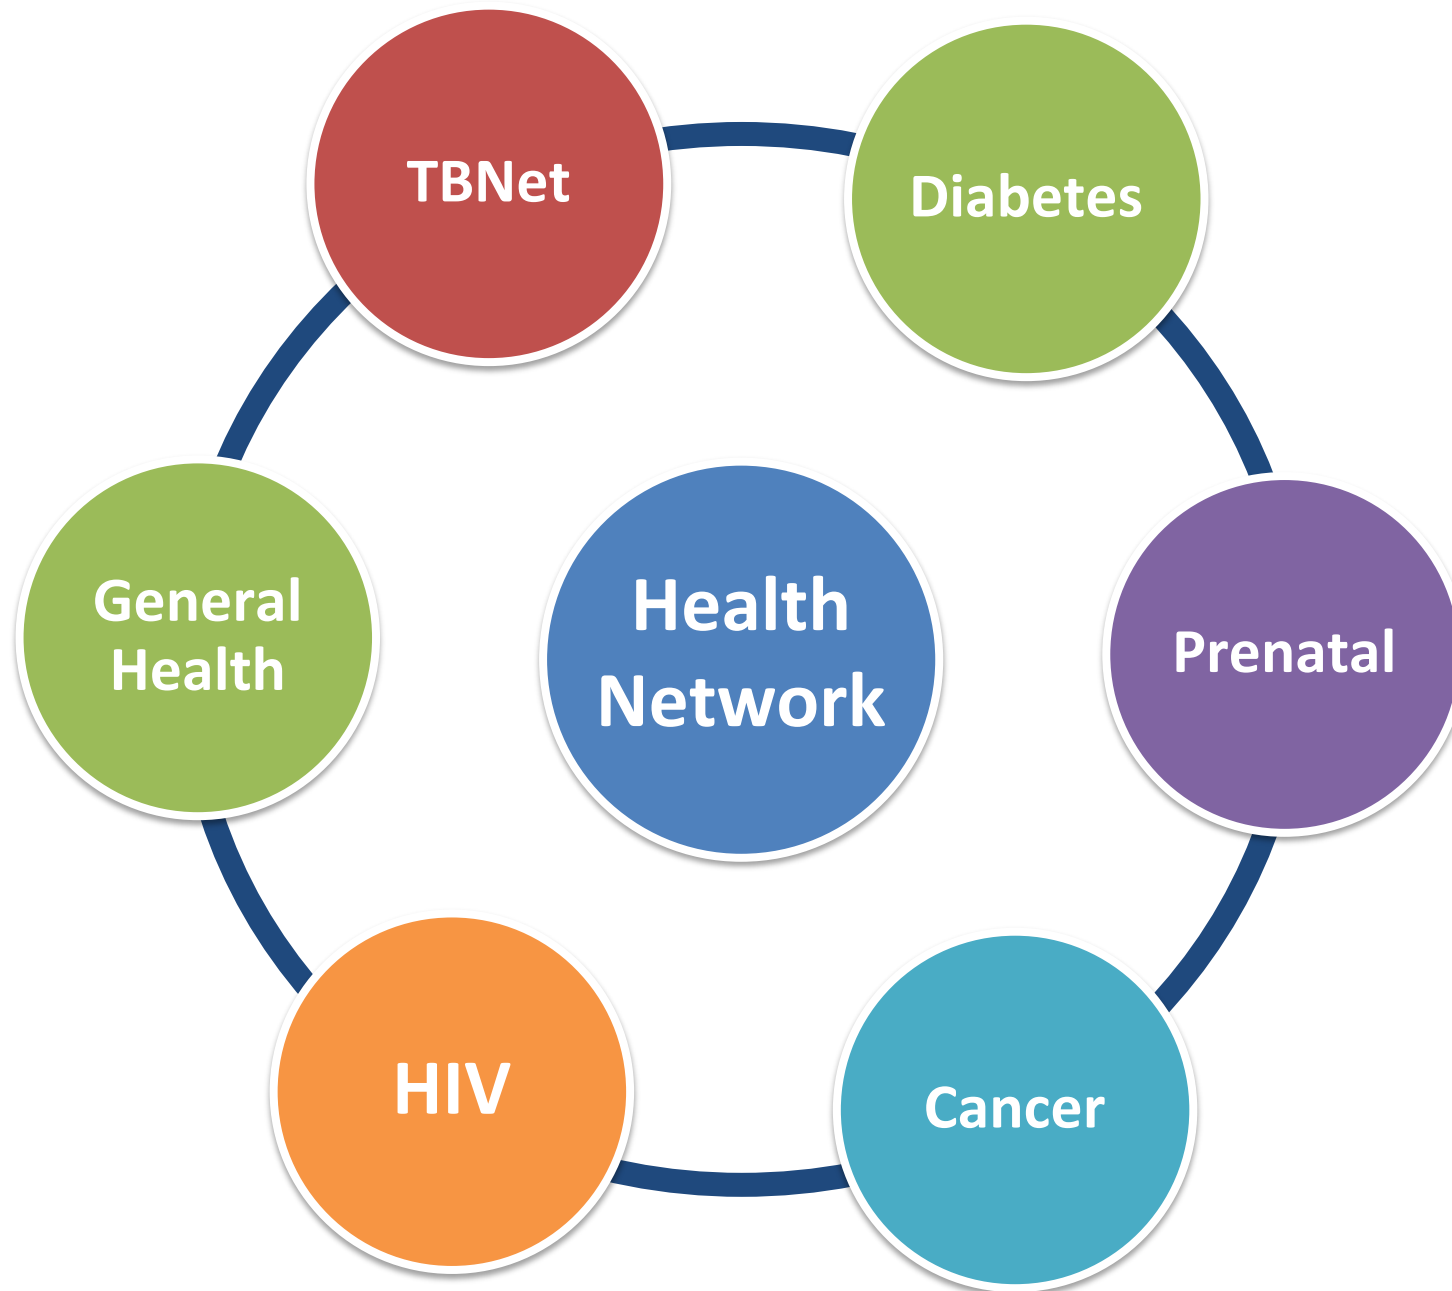 TBNet
Diabetes
General
Health
Health
Network
Prenatal
HIV
Cancer